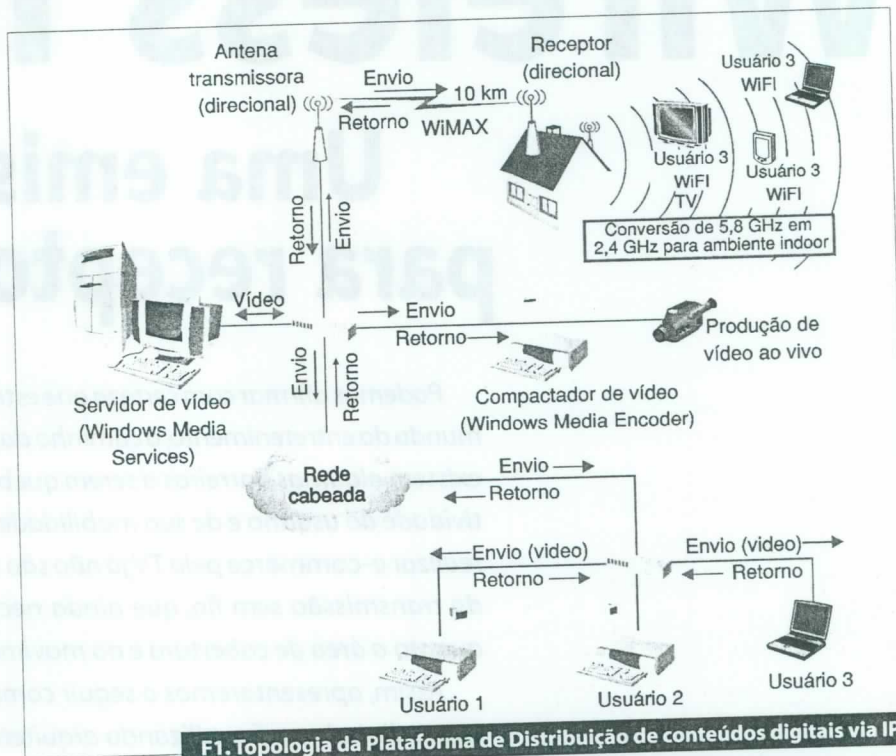 Antena
transmissora
(direcional)
Envio
10 km
Retorno
WiMAX
Receptor
(direcional)
Usuário 3
WiFI
Usuário 3
WiFI
TV
Usuário 3
WiFI
Conversão de 5,8 GHz em
2,4 GHz para ambiente indoor
Retorno
Envio
Vídeo
Envio
Retorno
Produção de
vídeo ao vivo
Servidor de vídeo
(Windows Media
Services)
Envio
Retorno
Compactador de vídeo
(Windows Media Encoder)
Rede
cabeada
Envio
Retorno
Envio (video)
Retorno
Envio (video)
Retorno
Usuário 1
Usuário 2
Usuário 3
F1. Topologia da Plataforma de Distribuição de conteúdos digitais via